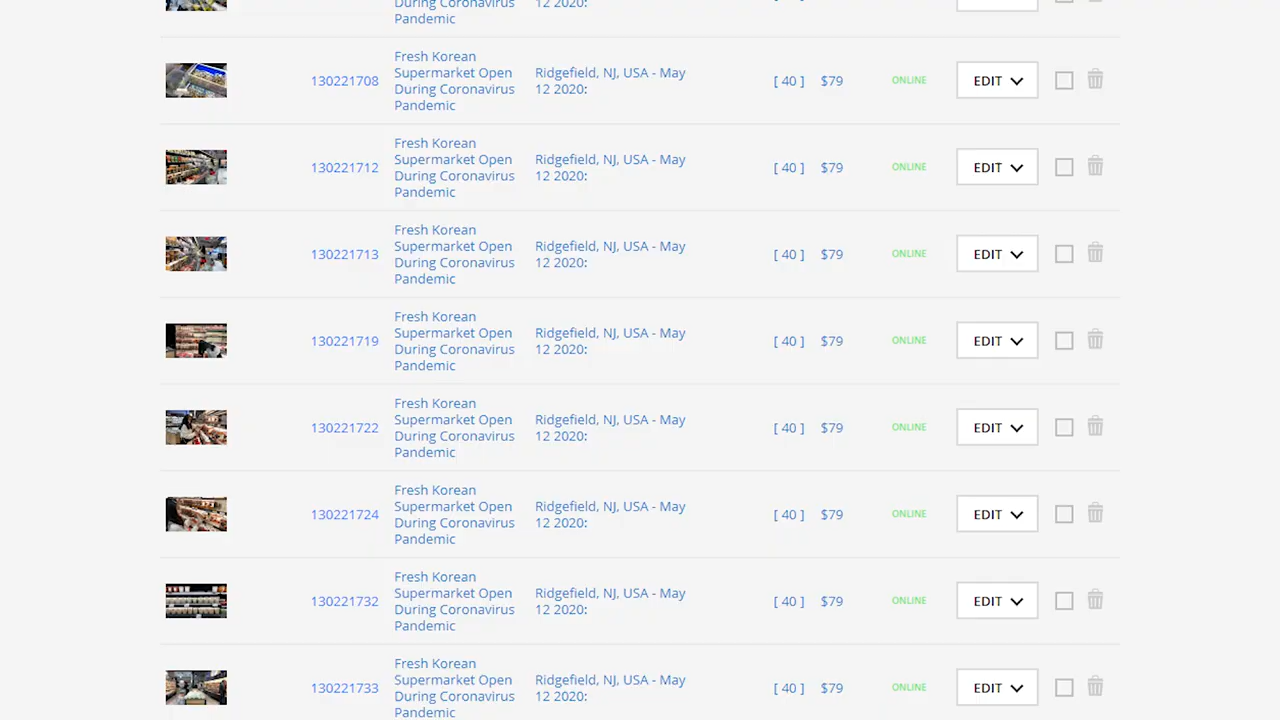 During Coronavirus
12 2020:
Pandemic
Fresh Korean
Supermarket Open
During Coronavirus
Pandemic
130221708
Ridgefield, NJ, USA - May
12 2020:
[ 40 ]
$79
ONLINE
EDIT
Fresh Korean
Supermarket Open
During Coronavirus
Pandemic
130221712
Ridgefield, NJ, USA - May
12 2020:
[ 40 ]
$79
ONLINE
EDIT
Fresh Korean
Supermarket Open
During Coronavirus
Pandemic
130221713
Ridgefield, NJ, USA - May
12 2020:
[ 40 ]
$79
ONLINE
EDIT
Fresh Korean
Supermarket Open
During Coronavirus
Pandemic
130221719
Ridgefield, NJ, USA - May
12 2020:
[ 40 ]
$79
ONLINE
EDIT
Fresh Korean
Supermarket Open
During Coronavirus
Pandemic
130221722
Ridgefield, NJ, USA - May
12 2020:
[ 40 ]
$79
ONLINE
EDIT
Fresh Korean
Supermarket Open
During Coronavirus
Pandemic
130221724
Ridgefield, NJ, USA - May
12 2020:
[ 40 ]
$79
ONLINE
EDIT
Fresh Korean
Supermarket Open
During Coronavirus
Pandemic
130221732
Ridgefield, NJ, USA - May
12 2020:
[ 40 ]
$79
ONLINE
EDIT
Fresh Korean
Supermarket Open
During Coronavirus
Pandemic
130221733
Ridgefield, NJ, USA - May
12 2020:
[ 40 ]
$79
ONLINE
EDIT